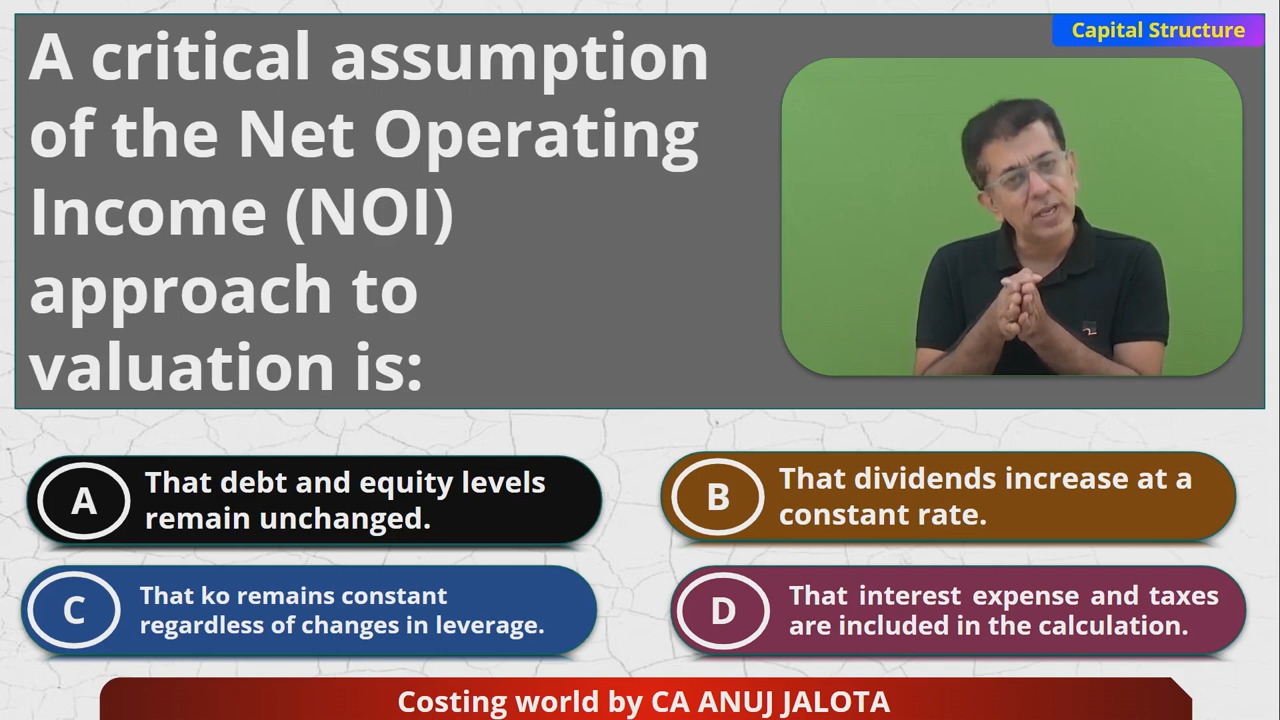 Capital Structure
A critical assumption
of the Net Operating
Income (NOI)
approach to
valuation is:
A
That debt and equity levels
remain unchanged.
B
That dividends increase at a
constant rate.
C
That ko remains constant
regardless of changes in leverage.
D
That interest expense and taxes
are included in the calculation.
Costing world by CA ANUJ JALOTA